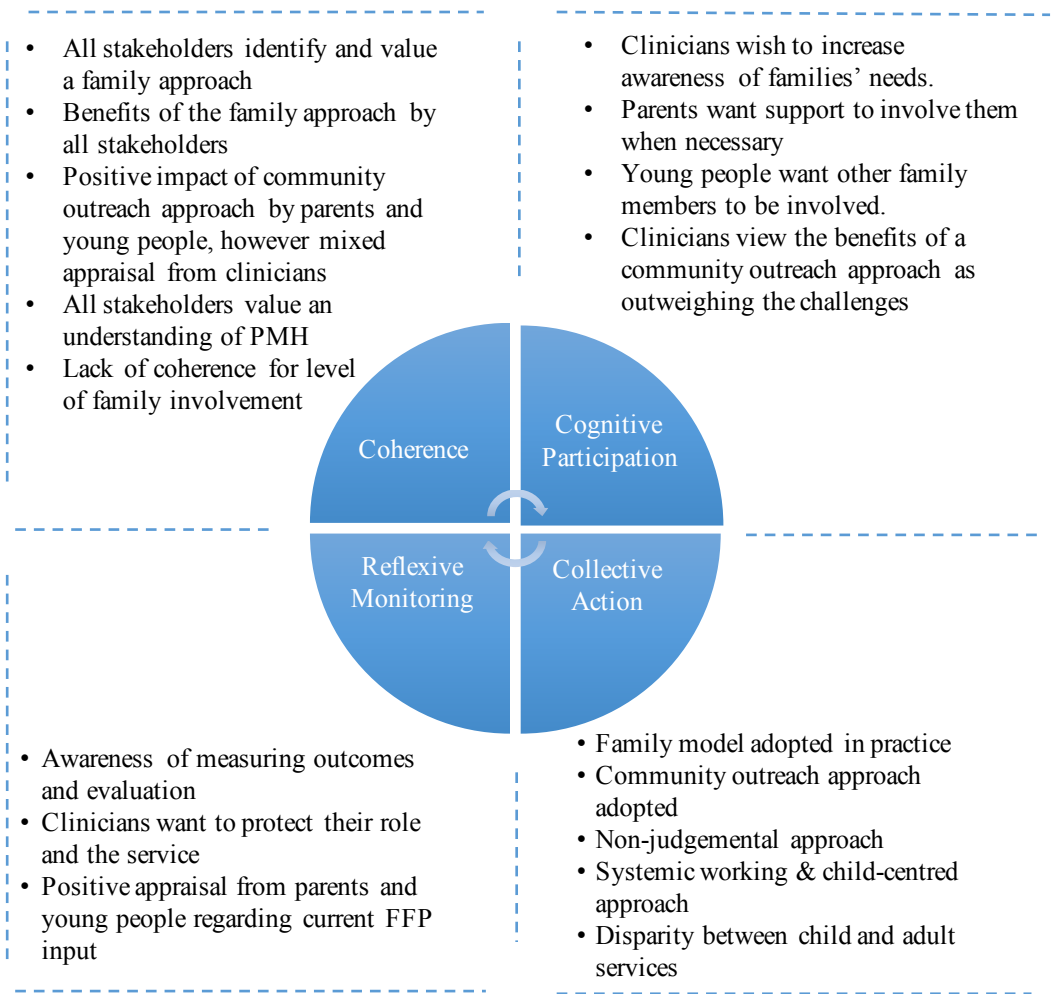 • All stakeholders identify and value
a family approach
• Benefits of the family approach by
all stakeholders
• Positive impact of community
outreach approach by parents and
young people, however mixed
appraisal from clinicians
• All stakeholders value an
understanding of PMH
• Lack of coherence for level
of family involvement
• Clinicians wish to increase
awareness of families’ needs.
• Parents want support to involve them
when necessary
• Young people want other family
members to be involved.
• Clinicians view the benefits of a
community outreach approach as
outweighing the challenges
Coherence
Cognitive
Participation
Reflexive
Monitoring
Collective
Action
• Awareness of measuring outcomes
and evaluation
• Clinicians want to protect their role
and the service
• Positive appraisal from parents and
young people regarding current FFP
input
• Family model adopted in practice
• Community outreach approach
adopted
• Non-judgemental approach
• Systemic working & child-centred
approach
• Disparity between child and adult
services